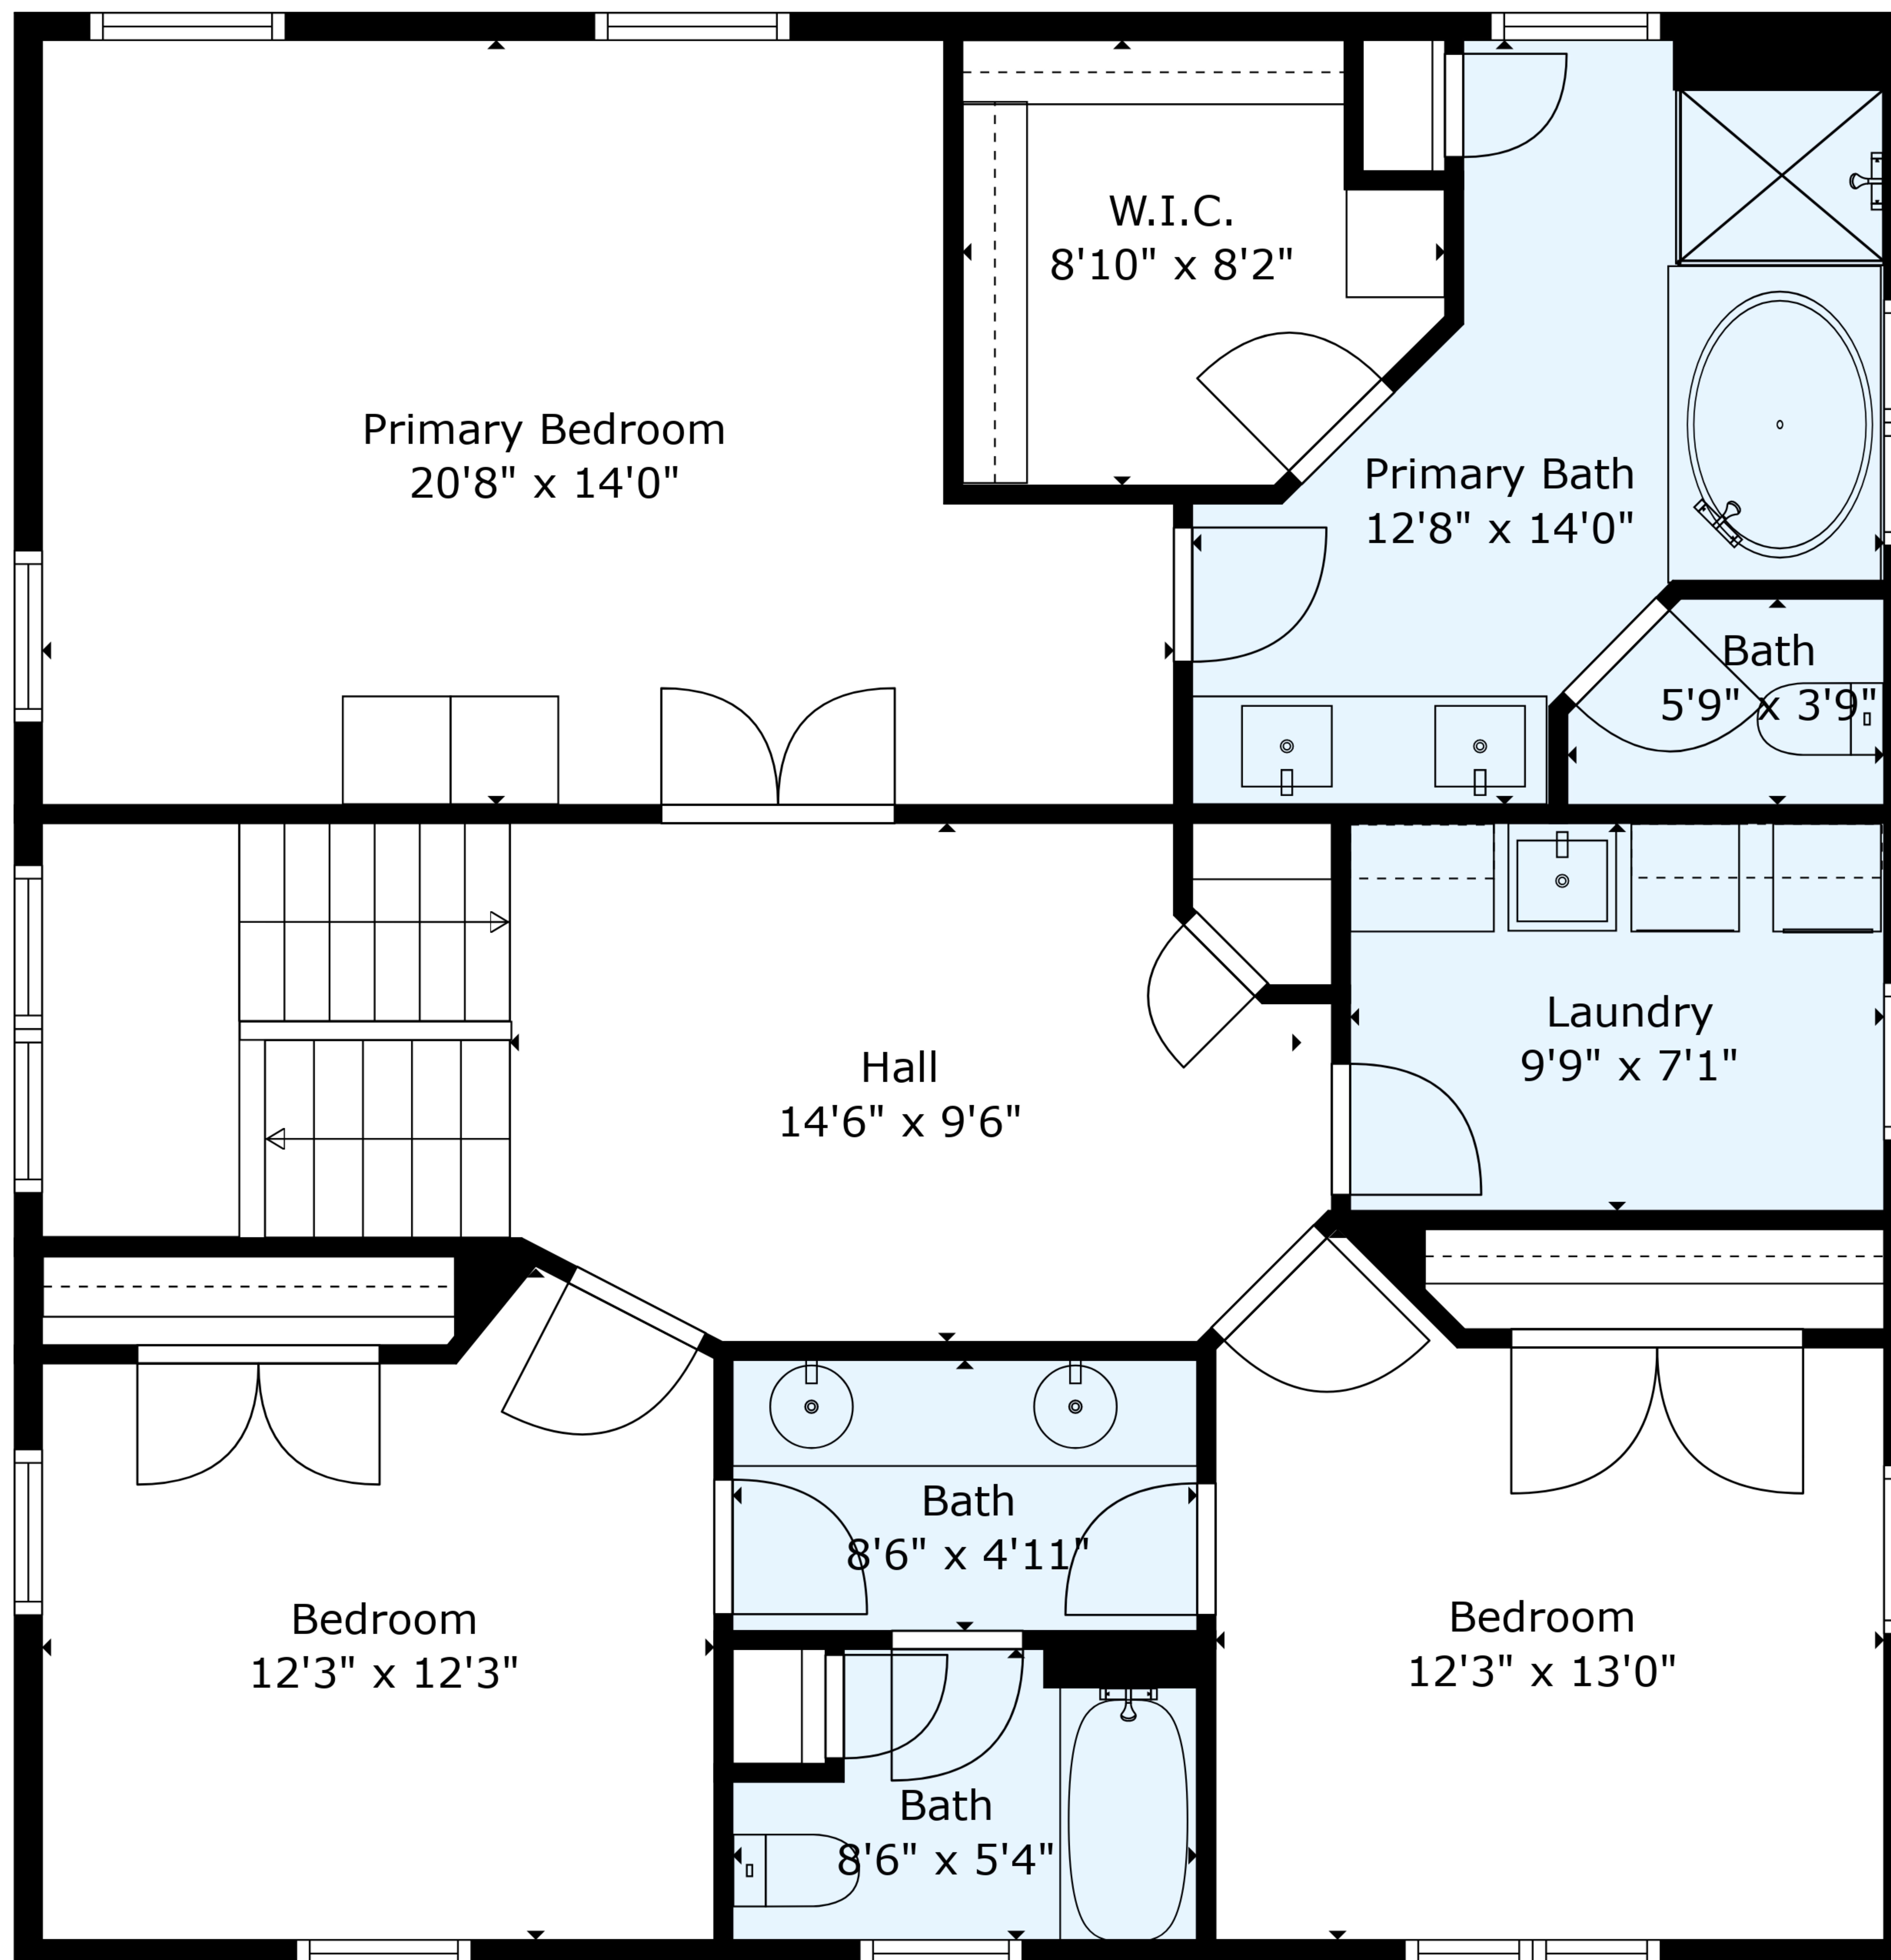 W.I.C.
8'10" x 8'2"
Primary Bedroom
20'8" x 14'0"
Primary Bath
12'8" x 14'0"
Bath
5'9" x 3'9"
Laundry
9'9" x 7'1"
Hall
14'6" x 9'6"
Bath
8'6" x 4'11"
Bedroom
12'3" x 12'3"
Bedroom
12'3" x 13'0"
Bath
8'6" x 5'4"